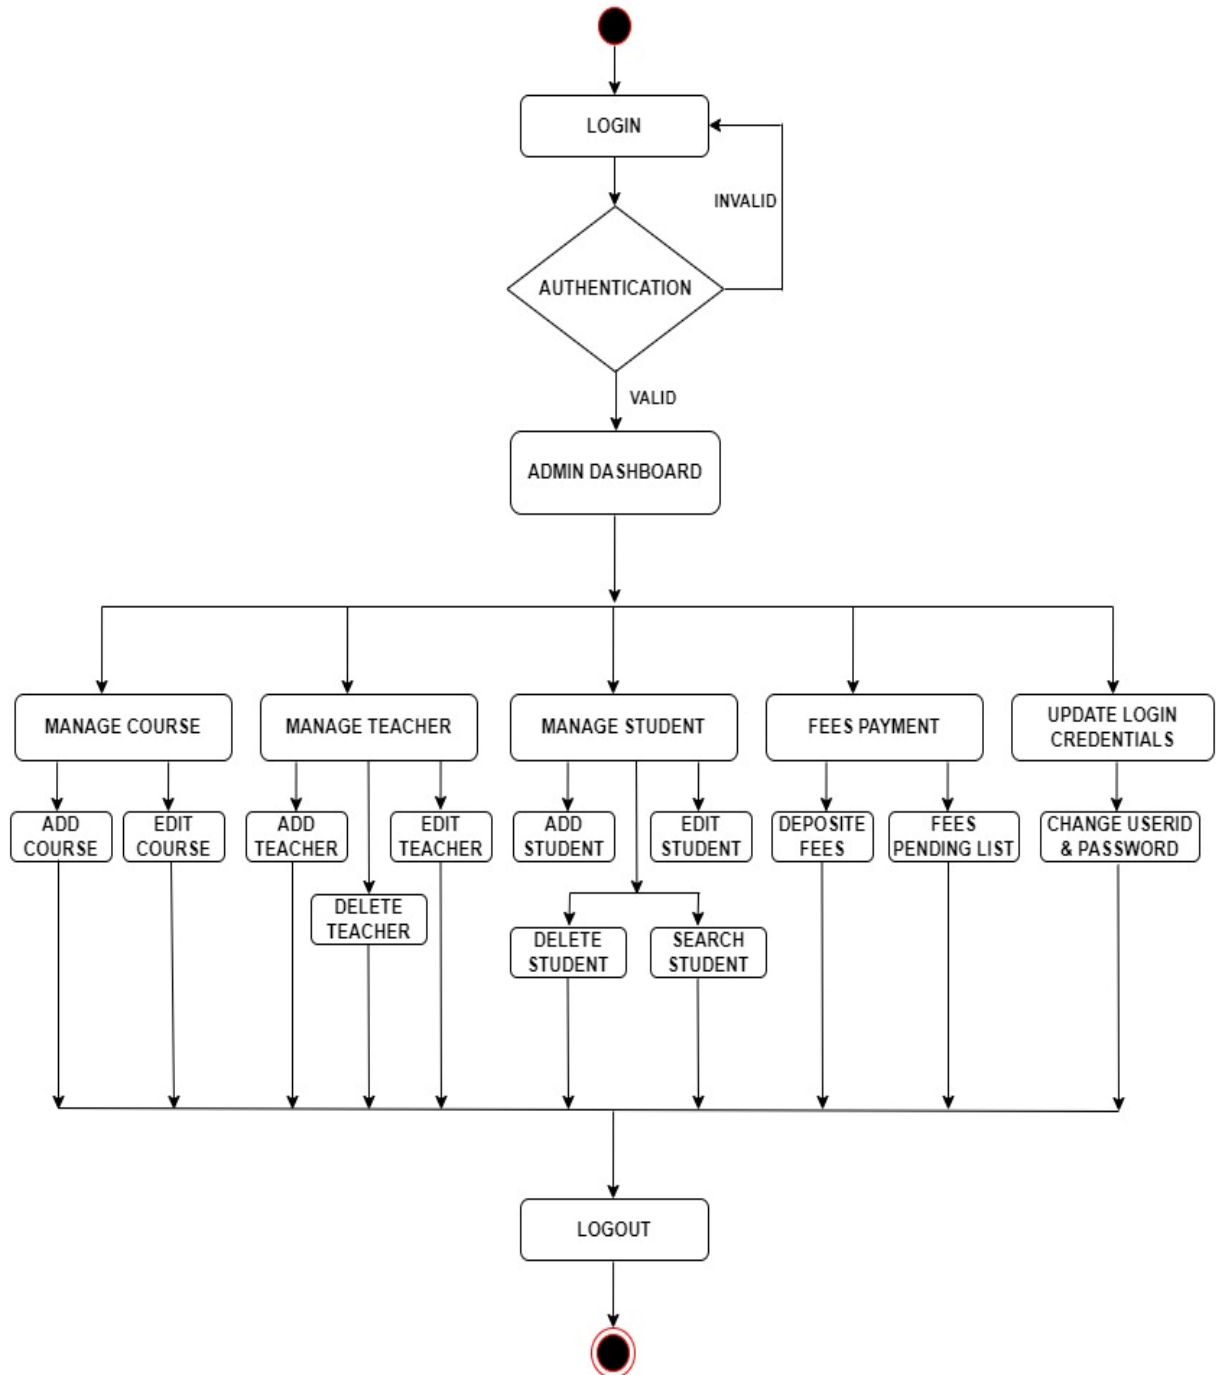 LOGIN
INVALID
AUTHENTICATION
VALID
ADMIN DASHBOARD
MANAGE COURSE
MANAGE TEACHER
MANAGE STUDENT
FEES PAYMENT
UPDATE LOGIN
CREDENTIALS
ADD
COURSE
EDIT
COURSE
ADD
TEACHER
EDIT
TEACHER
ADD
STUDENT
EDIT
STUDENT
DEPOSITE
FEES
FEES
PENDING LIST
CHANGE USERID
& PASSWORD
DELETE
TEACHER
DELETE
STUDENT
SEARCH
STUDENT
LOGOUT